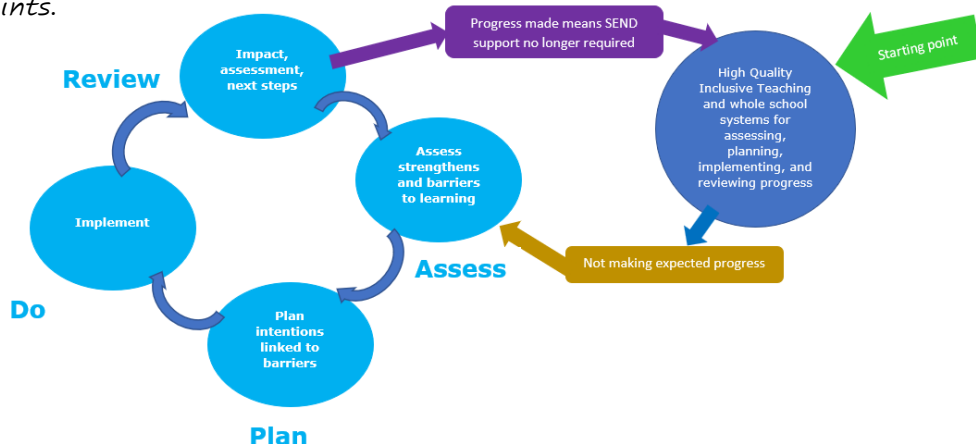 ints.
Progress made means SEND
support no longer required
Starting point
Impact,
assessment,
next steps
Review
High Quality
Inclusive Teaching
and whole school
systems for
assessing,
planning,
implementing, and
reviewing progress
Assess
strengthens
and barriers
to learning
Implement
Not making expected progress
Assess
Do
Plan
intentions
linked to
barriers
Plan